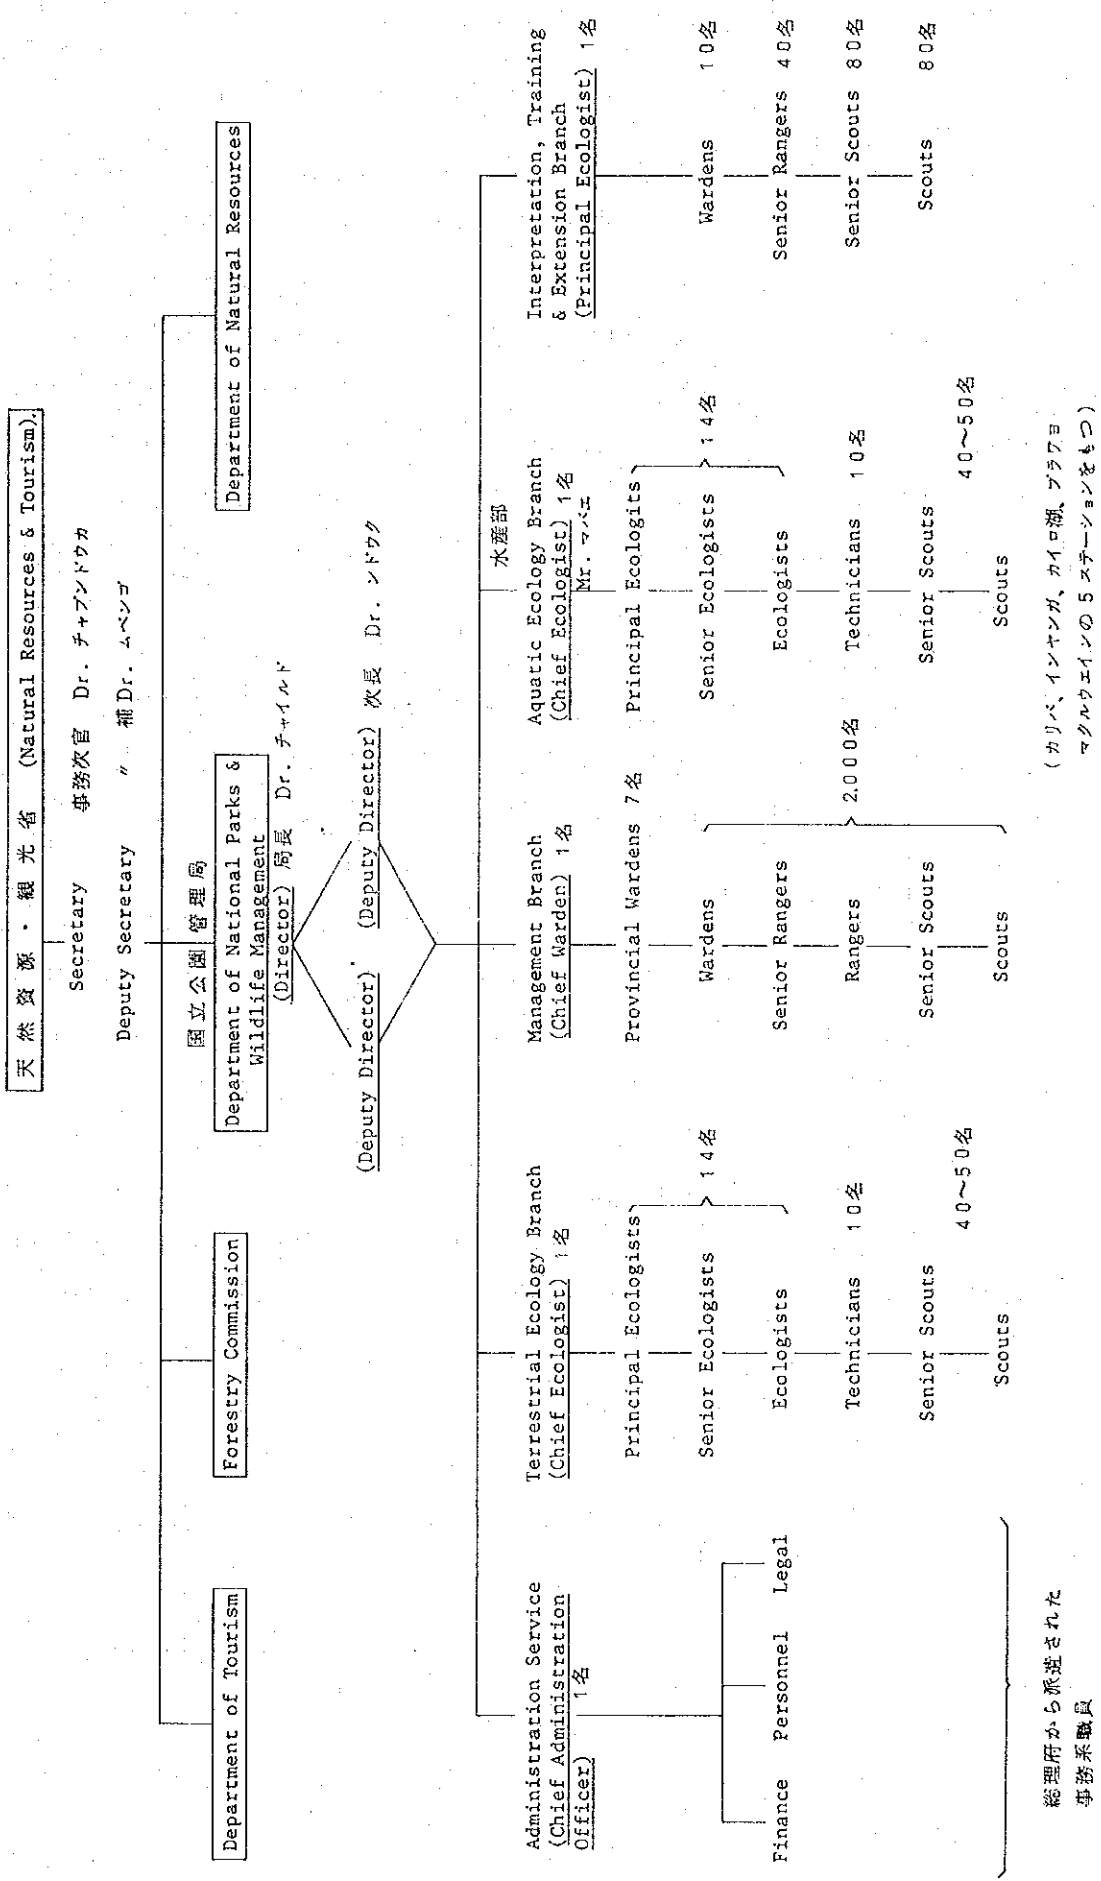 天然資源・観光省 (Natural Resources & Tourism).
Secretary 事務次官 Dr. チャブンドウカ
Deputy Secretary 〃 補 Dr. ムベンゴ
国立公園管理局
Department of Tourism
Forestry Commission
Department of National Parks &
Wildlife Management
(Director) 局長 Dr. チャイルド
Department of Natural Resources
(Deputy Director)
(Deputy Director) 次長 Dr. ンドウク
Administration Service
(Chief Administration
Officer) 1名
Finance Personnel Legal
総理府から派遣された
事務系職員
Terrestrial Ecology Branch
(Chief Ecologist) 1名
Principal Ecologists
Senior Ecologists 14名
Ecologists
Technicians 10名
Senior Scouts
40〜50名
Scouts
Management Branch
(Chief Warden) 1名
Provincial Wardens 7名
Wardens
Senior Rangers
Rangers 2,000名
Senior Scouts
Scouts
水産部
Aquatic Ecology Branch
(Chief Ecologist) 1名
Mr. マバエ
Principal Ecologits
Senior Ecologists 14名
Ecologists
Technicians 10名
Senior Scouts
40〜50名
Scouts
(カリバ、インヤンガ、カイロ湖、ブラワヨ
マクルウエインの5ステーションをもつ)
Interpretation, Training
& Extension Branch
(Principal Ecologist) 1名
Wardens 10名
Senior Rangers 40名
Senior Scouts 80名
Scouts 80名